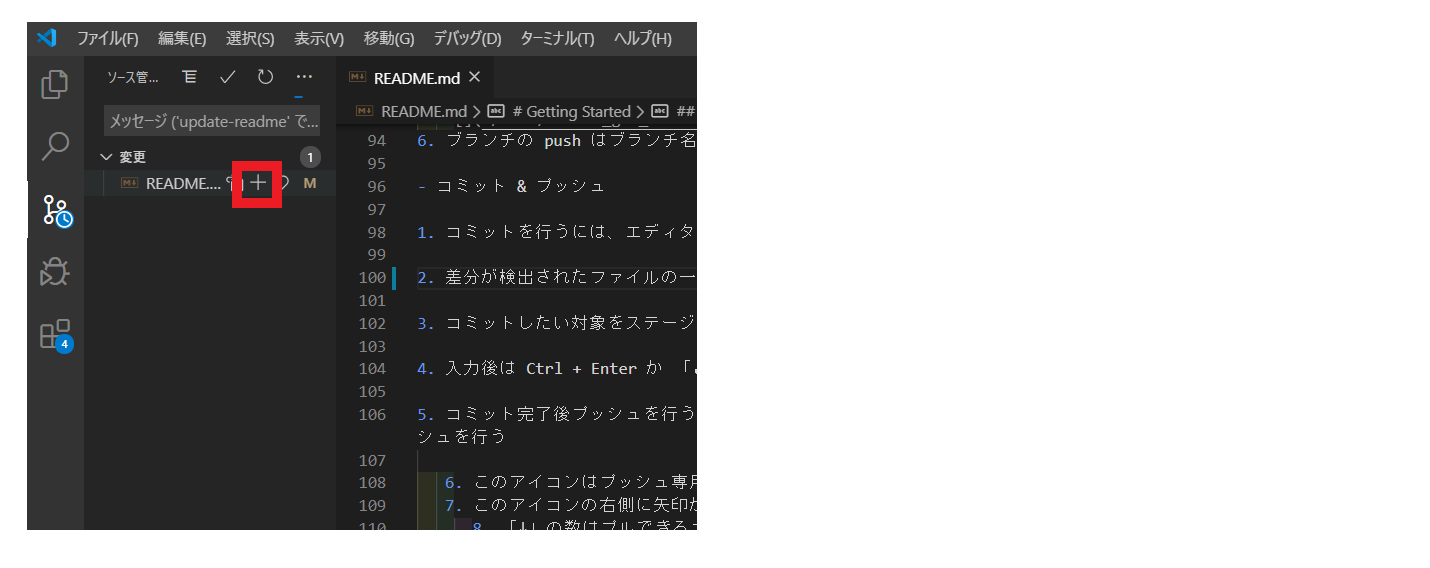 ファイル(F) 編集(E) 選択(S) 表示(V) 移動(G) デバッグ(D) ターミナル(T) ヘルプ(H)
ソース管...
メッセージ ('update-readme' で...
変更 1
README.... M
4
README.md
README.md > # Getting Started > ##
94 6. ブランチの push はブランチ名
95
96 - コミット & プッシュ
97
98 1. コミットを行うには、エディタ
99
100 2. 差分が検出されたファイルの一
101
102 3. コミットしたい対象をステージ
103
104 4. 入力後は Ctrl + Enter か 「
105
106 5. コミット完了後プッシュを行う
シュを行う
107
108 6. このアイコンはプッシュ専用
109 7. このアイコンの右側に矢印が
110 8. 「↓」の数はプルできる